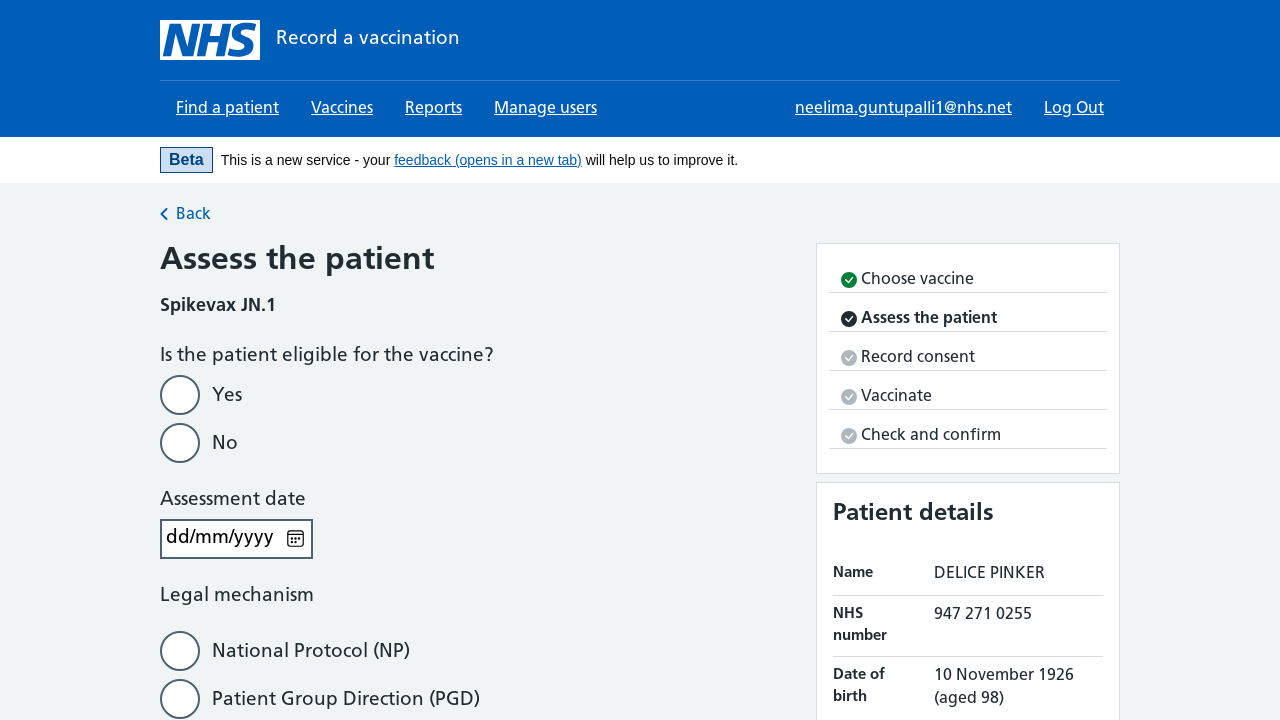 NHS Record a vaccination
Find a patient Vaccines Reports Manage users neelima.guntupalli1@nhs.net Log Out
Beta This is a new service - your feedback (opens in a new tab) will help us to improve it.
Back
Assess the patient
Spikevax JN.1
Is the patient eligible for the vaccine?
Yes
No
Assessment date
dd/mm/yyyy
Legal mechanism
National Protocol (NP)
Patient Group Direction (PGD)
Choose vaccine
Assess the patient
Record consent
Vaccinate
Check and confirm
Patient details
Name DELICE PINKER
NHS number 947 271 0255
Date of birth 10 November 1926 (aged 98)